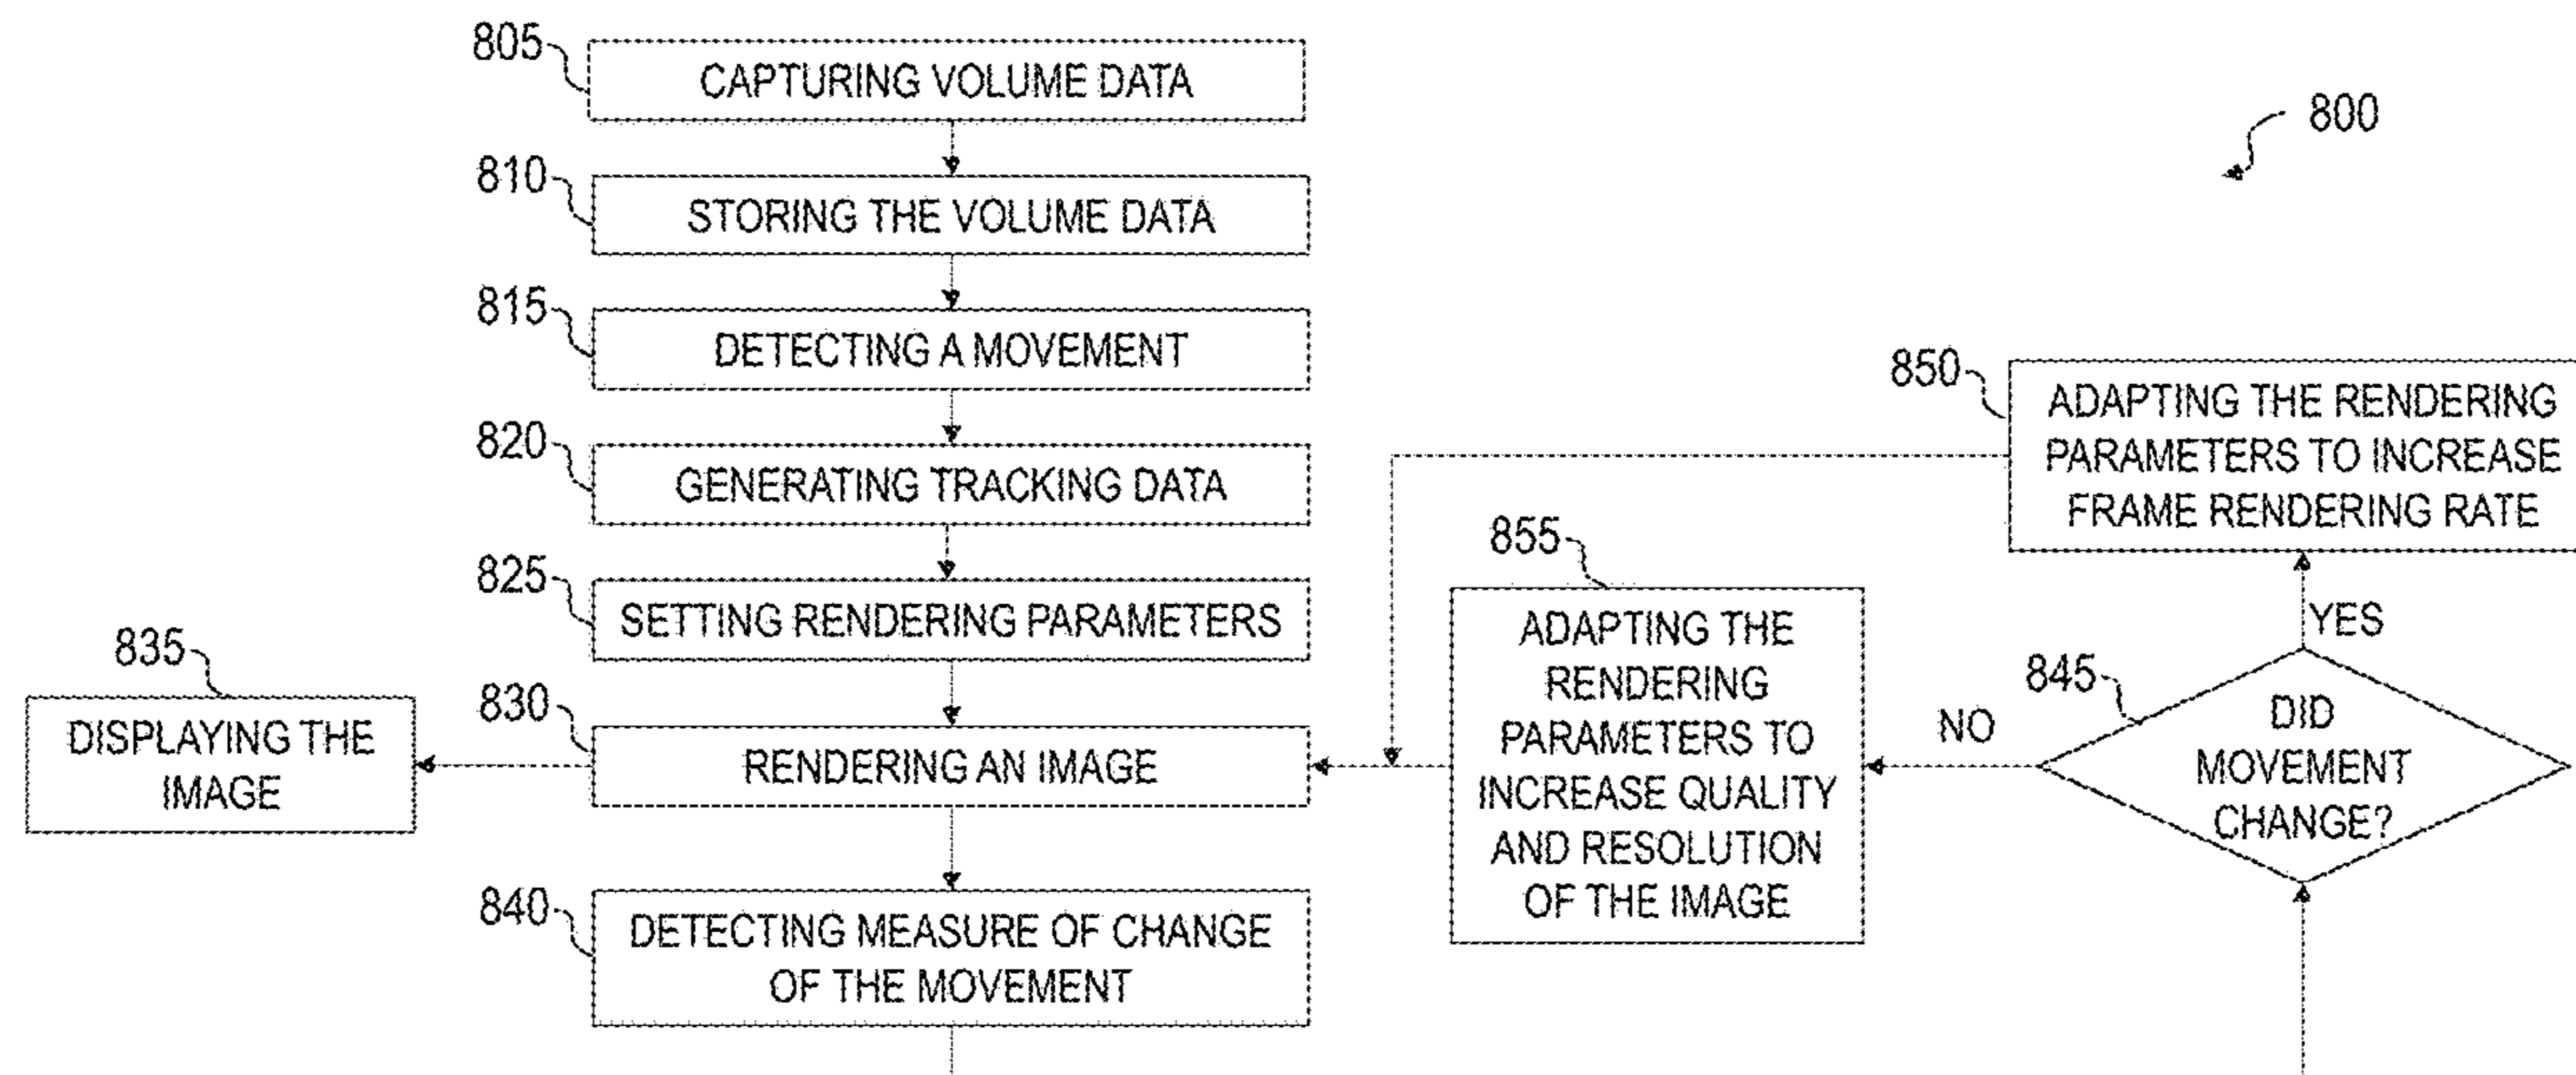 805
CAPTURING VOLUME DATA
800
810
STORING THE VOLUME DATA
815
DETECTING A MOVEMENT
820
GENERATING TRACKING DATA
825
SETTING RENDERING PARAMETERS
830
RENDERING AN IMAGE
835
DISPLAYING THE
IMAGE
840
DETECTING MEASURE OF CHANGE
OF THE MOVEMENT
845
DID
MOVEMENT
CHANGE?
YES
NO
850
ADAPTING THE RENDERING
PARAMETERS TO INCREASE
FRAME RENDERING RATE
855
ADAPTING THE
RENDERING
PARAMETERS TO
INCREASE QUALITY
AND RESOLUTION
OF THE IMAGE